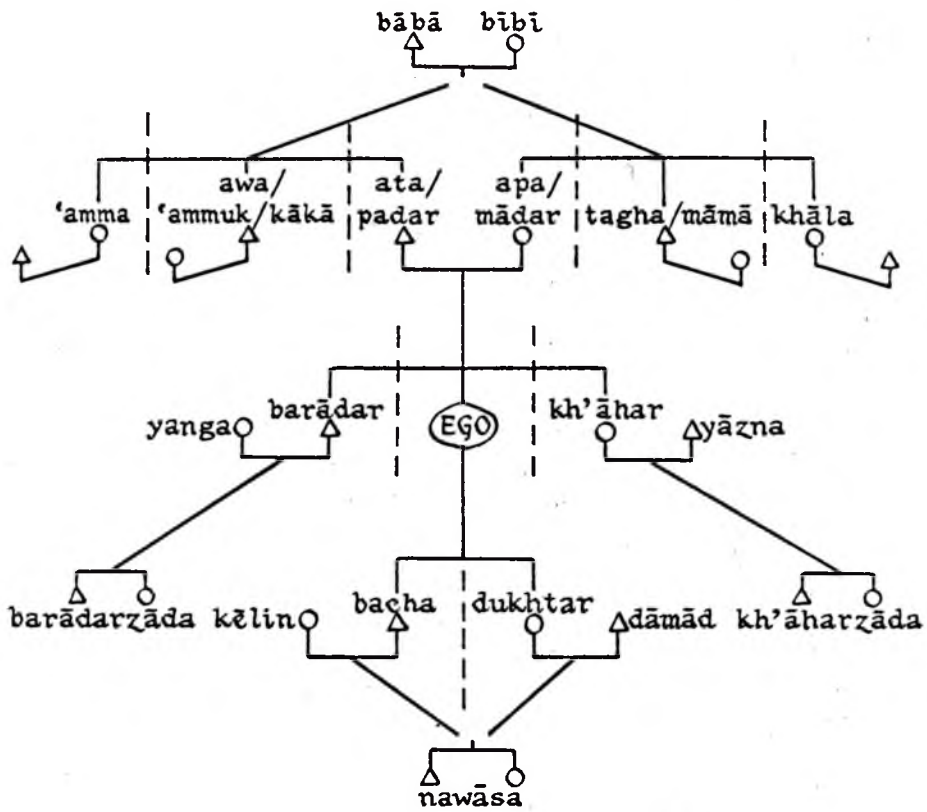 bābā bībī
awa/ ata/ apa/
‘amma ‘ammuk/kākā padar mādar tagha/māmā khāla
yanga barādar EGO kh'āhar yāzna
barādarzāda kēlin bacha dukhtar dāmād kh'āharzāda
nawāsa